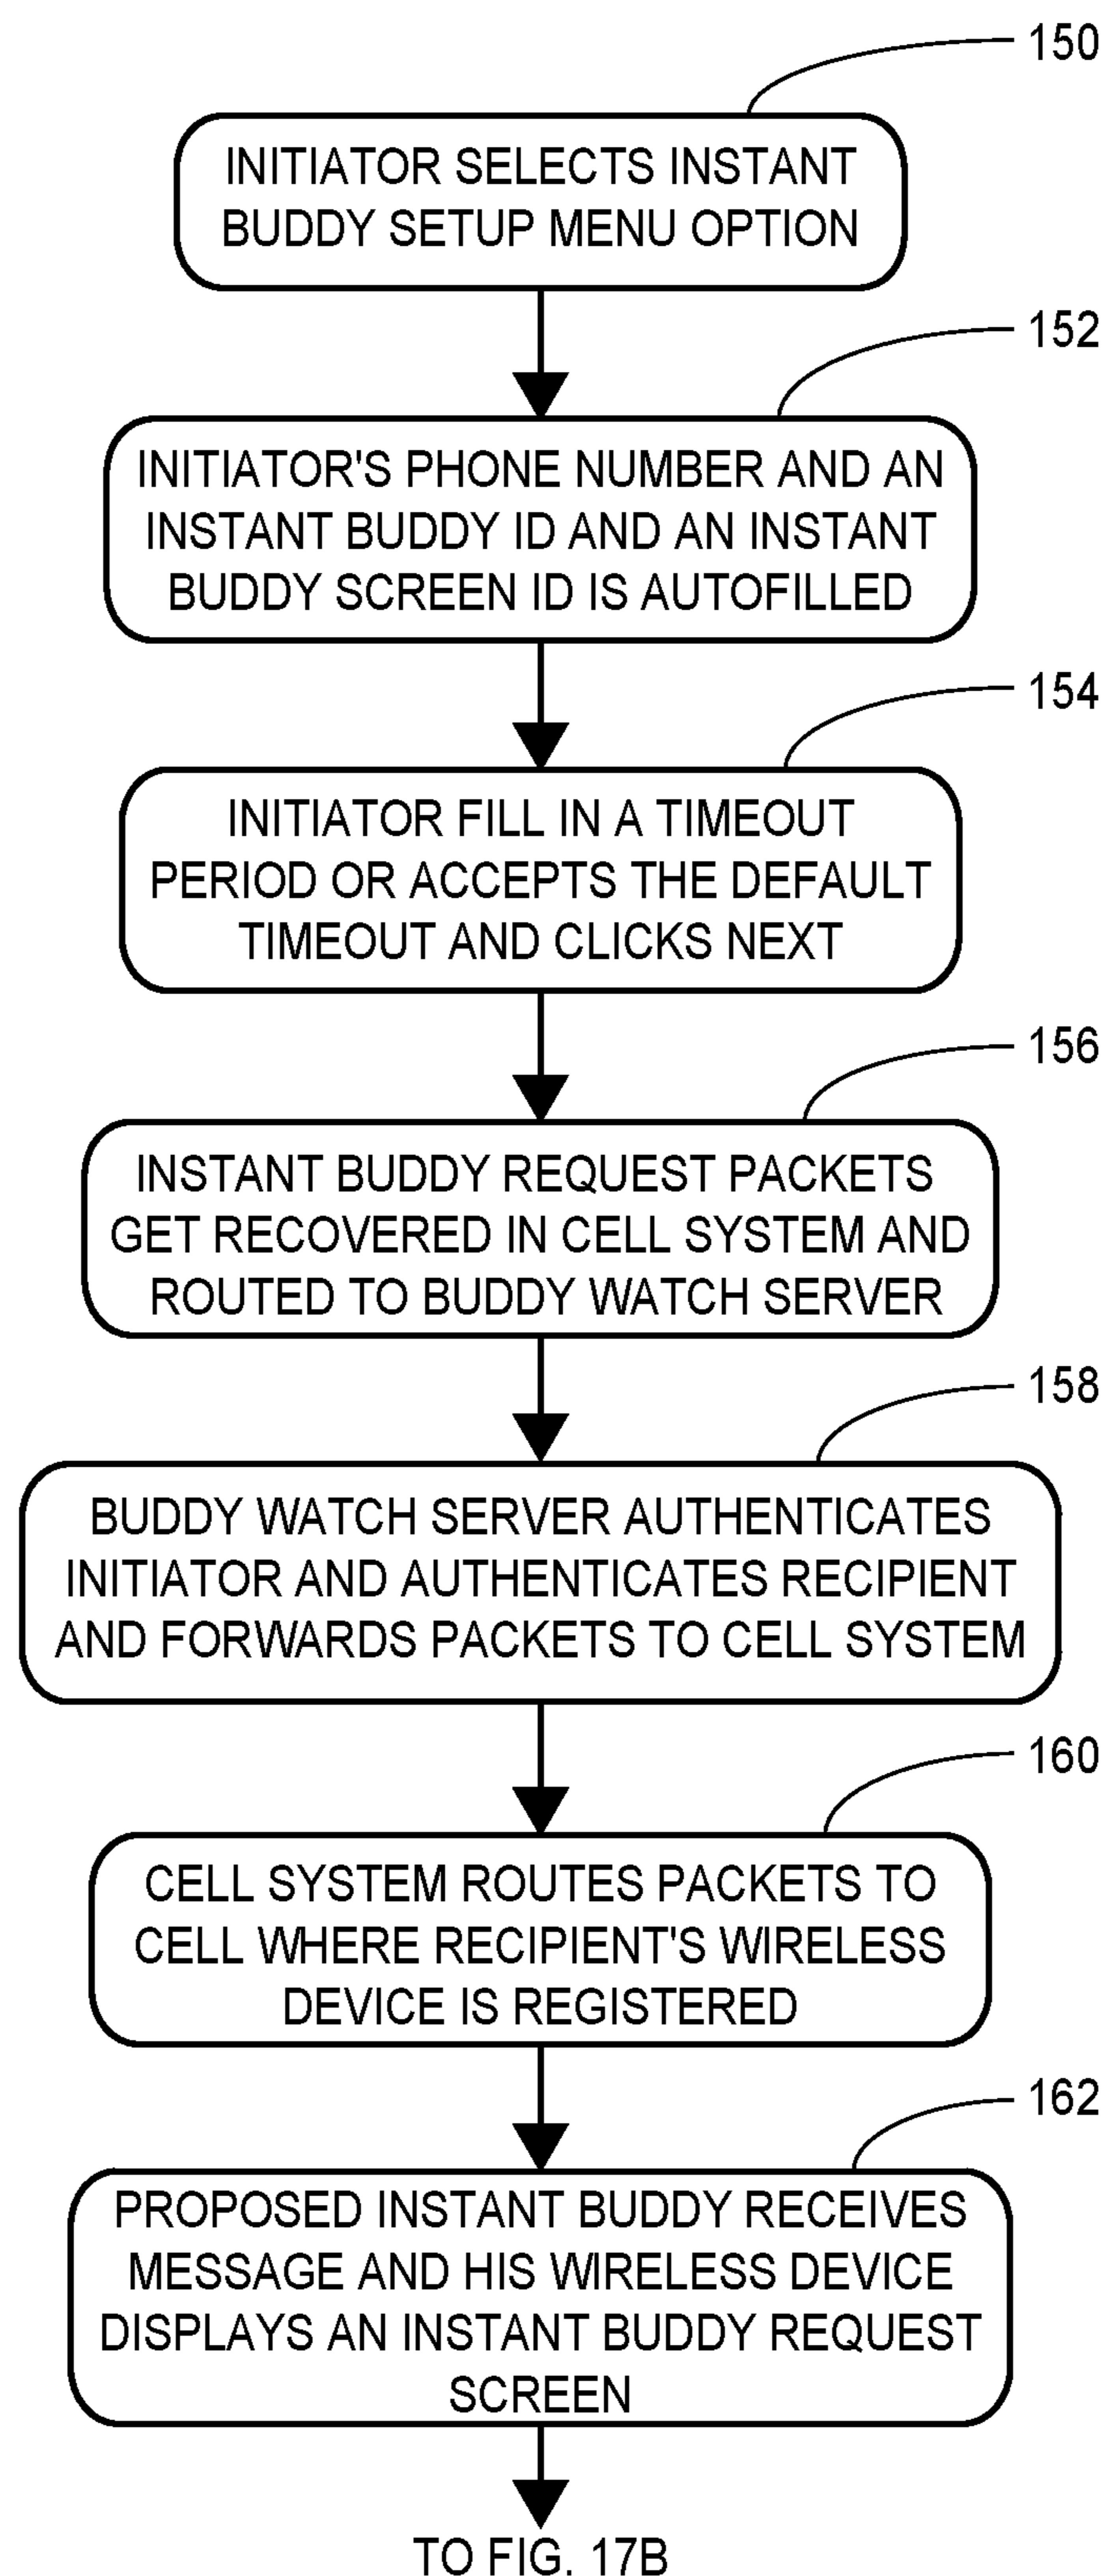 150
INITIATOR SELECTS INSTANT
BUDDY SETUP MENU OPTION
152
INITIATOR'S PHONE NUMBER AND AN
INSTANT BUDDY ID AND AN INSTANT
BUDDY SCREEN ID IS AUTOFILLED
154
INITIATOR FILL IN A TIMEOUT
PERIOD OR ACCEPTS THE DEFAULT
TIMEOUT AND CLICKS NEXT
156
INSTANT BUDDY REQUEST PACKETS
GET RECOVERED IN CELL SYSTEM AND
ROUTED TO BUDDY WATCH SERVER
158
BUDDY WATCH SERVER AUTHENTICATES
INITIATOR AND AUTHENTICATES RECIPIENT
AND FORWARDS PACKETS TO CELL SYSTEM
160
CELL SYSTEM ROUTES PACKETS TO
CELL WHERE RECIPIENT'S WIRELESS
DEVICE IS REGISTERED
162
PROPOSED INSTANT BUDDY RECEIVES
MESSAGE AND HIS WIRELESS DEVICE
DISPLAYS AN INSTANT BUDDY REQUEST
SCREEN
TO FIG. 17B